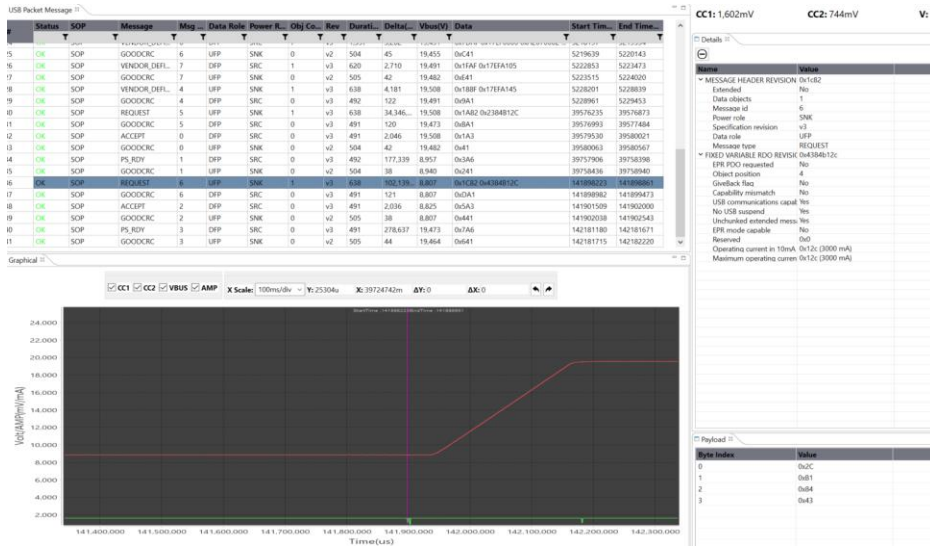 USB Packet Message
Status SOP Message Msg ... Data Role Power R... Obj Co... Rev Durati... Delta(... Vbus(V) Data Start Tim... End Time...
OK SOP GOODCRC 6 UFP SNK 0 v2 504 45 19,455 0xC41 5219639 5220143
OK SOP VENDOR_DEFI... 7 DFP SRC 1 v3 620 2,710 19,491 0x1FAF 0x17EFA105 5222853 5223473
OK SOP GOODCRC 7 UFP SNK 0 v2 505 42 19,482 0xE41 5223515 5224020
OK SOP VENDOR_DEFI... 4 UFP SNK 1 v3 638 4,181 19,508 0x188F 0x17EFA145 5228201 5228839
OK SOP GOODCRC 4 DFP SRC 0 v3 492 122 19,491 0x9A1 5228961 5229453
OK SOP REQUEST 5 UFP SNK 1 v3 638 34,346,... 19,508 0x1AB2 0x2384B12C 39576235 39576873
OK SOP GOODCRC 5 DFP SRC 0 v3 491 120 19,473 0x8A1 39576993 39577484
OK SOP ACCEPT 0 DFP SRC 0 v3 491 2,046 19,508 0x1A3 39579530 39580021
OK SOP GOODCRC 0 UFP SNK 0 v2 504 42 19,482 0x41 39580063 39580567
OK SOP PS_RDY 1 DFP SRC 0 v3 492 177,339 8,957 0x3A6 39757906 39758398
OK SOP GOODCRC 1 UFP SNK 0 v2 504 38 8,940 0x241 39758436 39758940
OK SOP REQUEST 6 UFP SNK 1 v3 638 102,139... 8,807 0x1CB2 0x4384B12C 141898223 141898861
OK SOP GOODCRC 6 DFP SRC 0 v3 491 121 8,807 0xDA1 141898982 141899473
OK SOP ACCEPT 2 DFP SRC 0 v3 491 2,036 8,825 0x5A3 141901509 141902000
OK SOP GOODCRC 2 UFP SNK 0 v2 505 38 8,807 0x441 141902038 141902543
OK SOP PS_RDY 3 DFP SRC 0 v3 491 278,637 19,473 0x7A6 142181180 142181671
OK SOP GOODCRC 3 UFP SNK 0 v2 505 44 19,464 0x641 142181715 142182220
Graphical
CC1 CC2 VBUS AMP X Scale: 100ms/div Y: 25304u X: 39724742m ΔY: 0 ΔX: 0
24.000
22.000
20.000
18.000
16.000
14.000
12.000
10.000
8.000
6.000
4.000
2.000
Volt/AMP(mV/mA)
141.400.000 141.500.000 141.600.000 141.700.000 141.800.000 141.900.000 142.000.000 142.100.000 142.200.000 142.300.000
Time(us)
CC1: 1,602mV CC2: 744mV V:
Details
Name Value
MESSAGE HEADER REVISION 0x1cB2
Extended No
Data objects 1
Message id 6
Power role SNK
Specification revision v3
Data role UFP
Message type REQUEST
FIXED VARIABLE RDO REVISIC 0x4384b12c
EPR PDO requested No
Object position 4
GiveBack flag No
Capability mismatch No
USB communications capal Yes
No USB suspend Yes
Unchunked extended mess Yes
EPR mode capable No
Reserved 0x0
Operating current in 10mA 0x12c (3000 mA)
Maximum operating curren 0x12c (3000 mA)
Payload
Byte Index Value
0 0x2C
1 0xB1
2 0x84
3 0x43